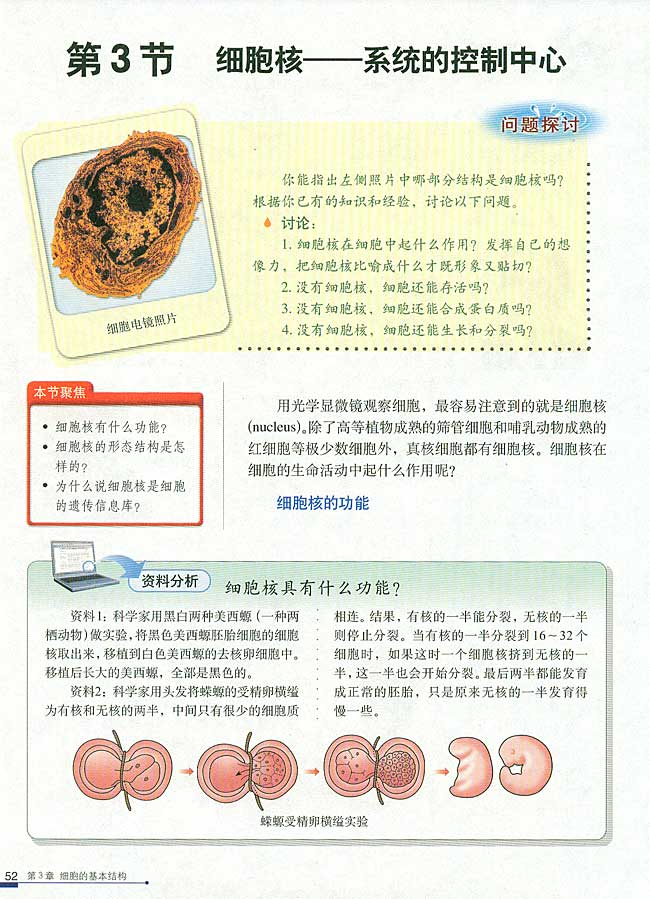 第3节 细胞核——系统的控制中心
问题探讨
你能指出左侧照片中哪部分结构是细胞核吗？
根据你已有的知识和经验，讨论以下问题。
讨论：
1. 细胞核在细胞中起什么作用？发挥自己的想
象力，把细胞核比喻成什么才既形象又贴切？
2. 没有细胞核，细胞还能存活吗？
3. 没有细胞核，细胞还能合成蛋白质吗？
4. 没有细胞核，细胞还能生长和分裂吗？
细胞电镜照片
本节聚焦
• 细胞核有什么功能？
• 细胞核的形态结构是怎
样的？
• 为什么说细胞核是细胞
的遗传信息库？
用光学显微镜观察细胞，最容易注意到的就是细胞核
(nucleus)。除了高等植物成熟的筛管细胞和哺乳动物成熟的
红细胞等极少数细胞外，真核细胞都有细胞核。细胞核在
细胞的生命活动中起什么作用呢？
细胞核的功能
资料分析
细胞核具有什么功能？
资料1：科学家用黑白两种美西螈（一种两
栖动物）做实验，将黑色美西螈胚胎细胞的细胞
核取出来，移植到白色美西螈的去核卵细胞中。
移植后长大的美西螈，全部是黑色的。
资料2：科学家用头发将蝾螈的受精卵横缢
为有核和无核的两半，中间只有很少的细胞质
相连。结果，有核的一半能分裂，无核的一半
则停止分裂。当有核的一半分裂到16～32个
细胞时，如果这时一个细胞核挤到无核的一
半，这一半也会开始分裂。最后两半都能发育
成正常的胚胎，只是原来无核的一半发育得
慢一些。
蝾螈受精卵横缢实验
52 第3章 细胞的基本结构